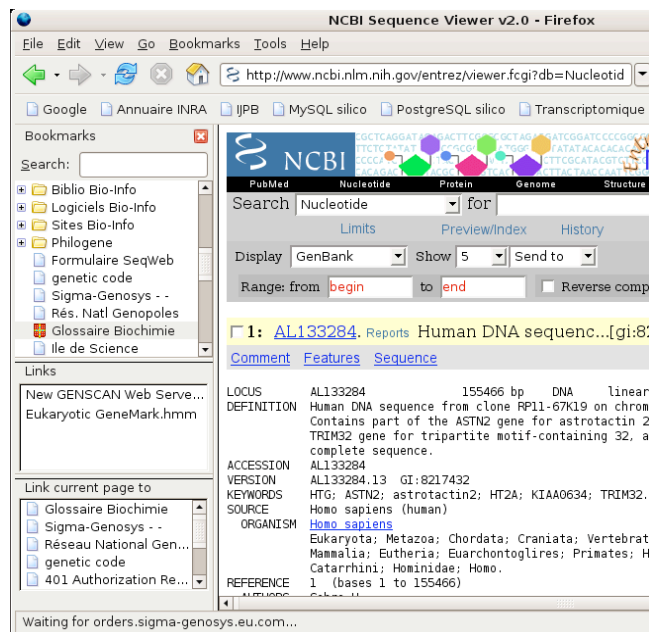 NCBI Sequence Viewer v2.0 - Firefox
File Edit View Go Bookmarks Tools Help
http://www.ncbi.nlm.nih.gov/entrez/viewer.fcgi?db=Nucleotid
Google Annuaire INRA IJPB MySQL silico PostgreSQL silico Transcriptomique
Bookmarks
Search:
Biblio Bio-Info
Logiciels Bio-Info
Sites Bio-Info
Philogene
Formulaire SeqWeb
genetic code
Sigma-Genosys - -
Rés. Natl Genopoles
Glossaire Biochimie
Ile de Science
Links
New GENSCAN Web Serve...
Eukaryotic GeneMark.hmm
Link current page to
Glossaire Biochimie
Sigma-Genosys - -
Réseau National Gen...
genetic code
401 Authorization Re...
NCBI
PubMed Nucleotide Protein Genome Structure
Search Nucleotide for
Limits Preview/Index History
Display GenBank Show 5 Send to
Range: from begin to end Reverse comp
1: AL133284. Reports Human DNA sequenc...[gi:82
Comment Features Sequence
LOCUS AL133284 155466 bp DNA linear
DEFINITION Human DNA sequence from clone RP11-67K19 on chrom
Contains part of the ASTN2 gene for astrotactin 2
TRIM32 gene for tripartite motif-containing 32, a
complete sequence.
ACCESSION AL133284
VERSION AL133284.13 GI:8217432
KEYWORDS HTG; ASTN2; astrotactin2; HT2A; KIAA0634; TRIM32.
SOURCE Homo sapiens (human)
ORGANISM Homo sapiens
Eukaryota; Metazoa; Chordata; Craniata; Vertebrat
Mammalia; Eutheria; Euarchontoglires; Primates; H
Catarrhini; Hominidae; Homo.
REFERENCE 1 (bases 1 to 155466)
Waiting for orders.sigma-genosys.eu.com...